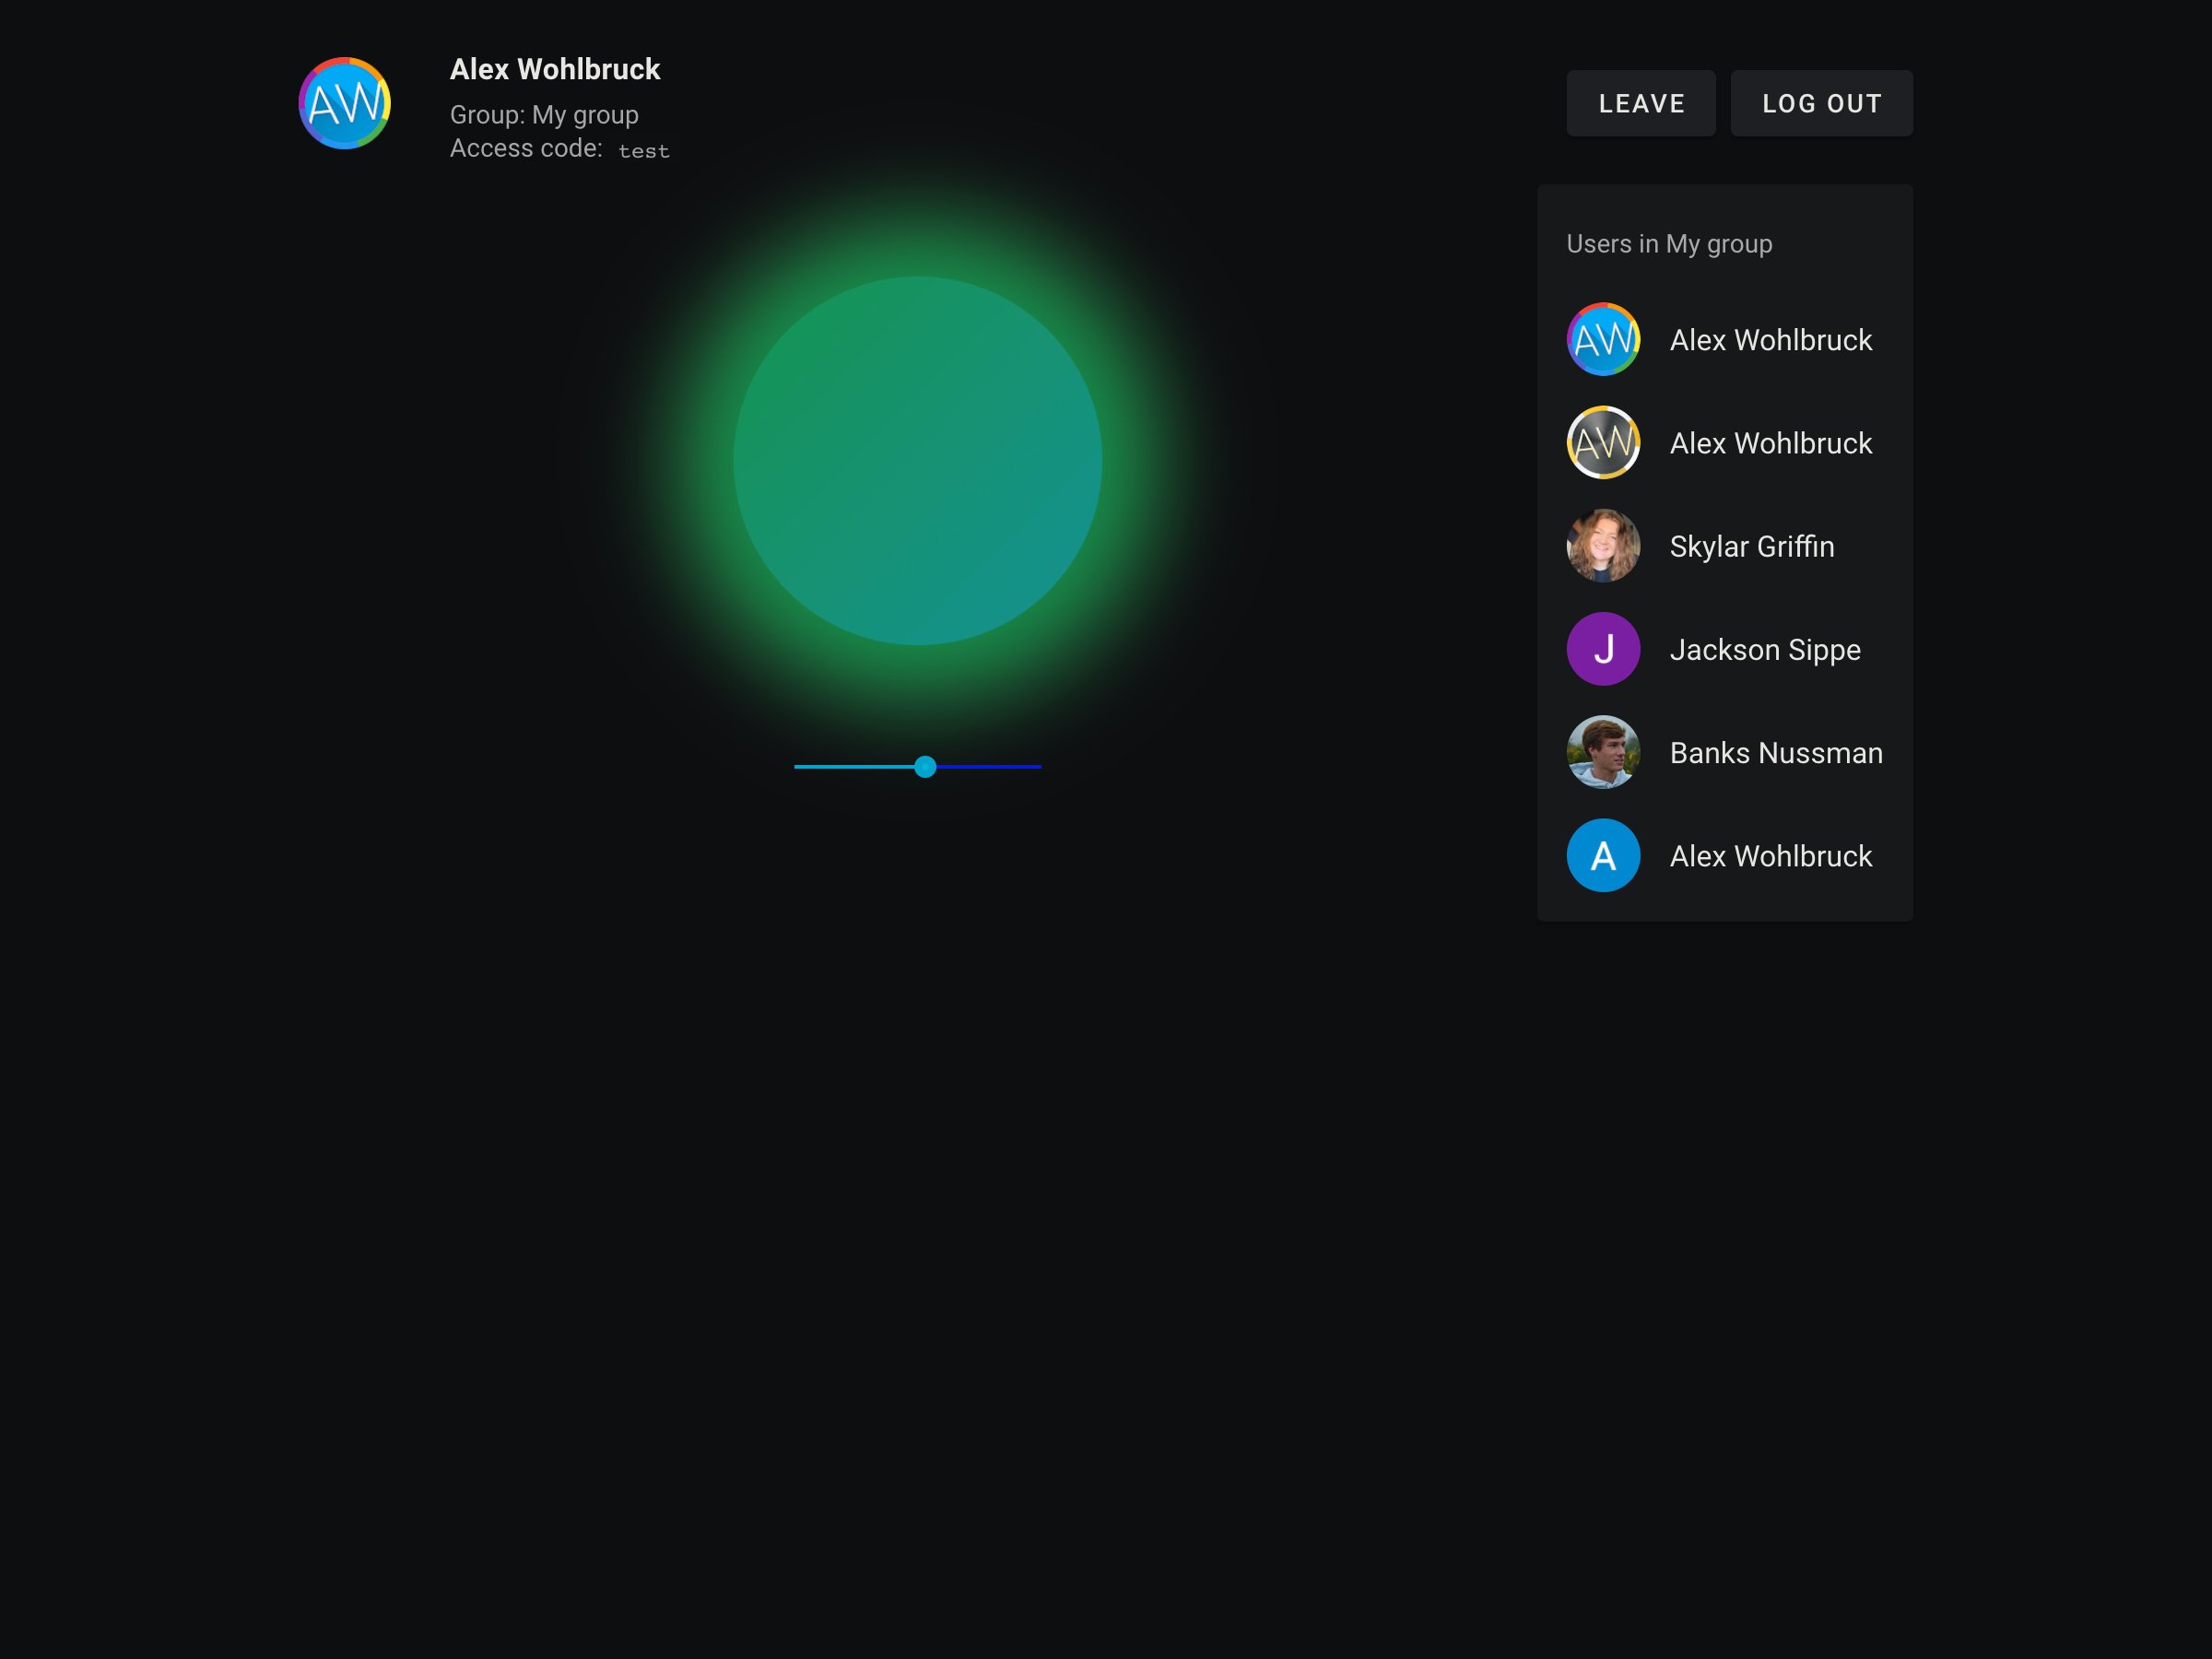 AW
Alex Wohlbruck
Group: My group
Access code: test
LEAVE
LOG OUT
Users in My group
AW
Alex Wohlbruck
AW
Alex Wohlbruck
Skylar Griffin
J
Jackson Sippe
Banks Nussman
A
Alex Wohlbruck